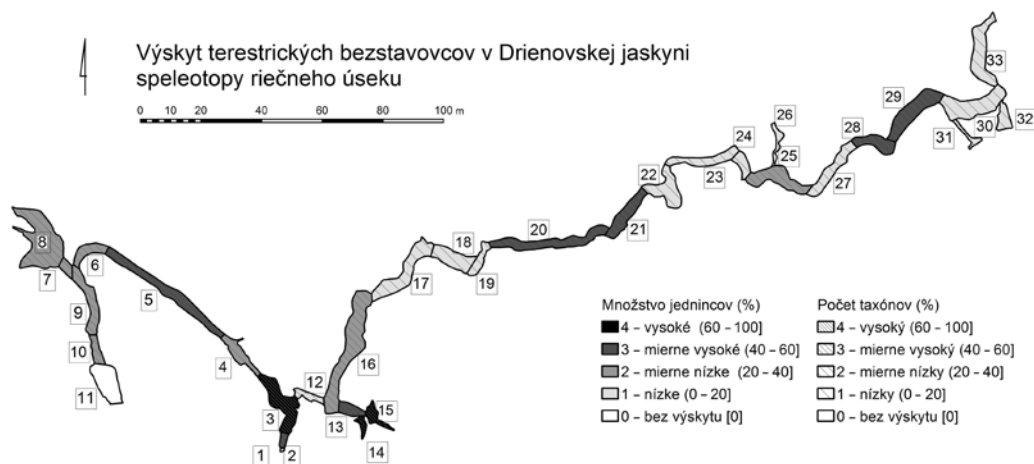 Výskyt terestrických bezstavovcov v Drienovskej jaskyni
speleotopy riečneho úseku
0 20 40 60 80 100 m
33
29
32
26
24
28
30
31
25
22
23
27
8
18
20
21
6
7
17
19
5
9
16
10
4
11
12
15
3
13
14
1 2
Množstvo jednincov (%)
4 – vysoké (60 - 100]
3 – mierne vysoké (40 - 60)
2 – mierne nízke (20 - 40)
1 – nízke (0 - 20)
0 - bez výskytu [0]
Počet taxónov (%)
4 – vysoký (60 - 100]
3 – mierne vysoký (40 - 60)
2 – mierne nízky (20 - 40)
1 – nízky (0 - 20)
0 – bez výskytu [0]